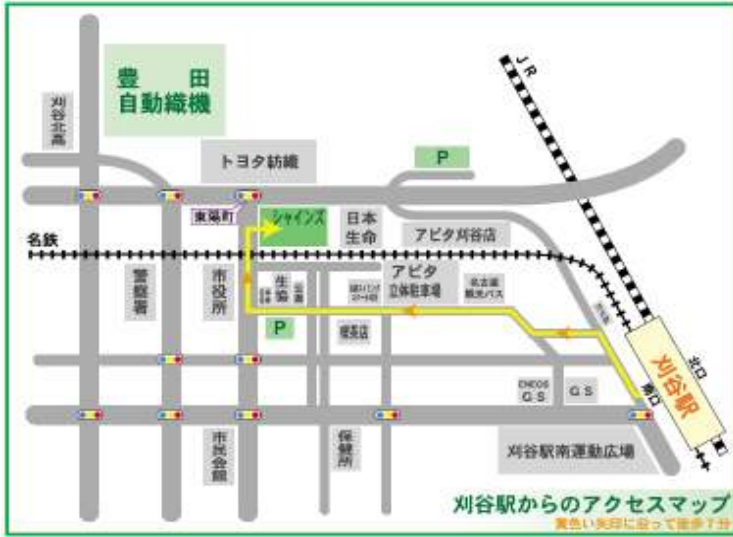 JR
豊田
自動織機
刈谷北高
トヨタ紡織
P
東陽町
シャインズ
日本
生命
アピタ刈谷店
名鉄
警察署
市役所
生協
アピタ
立体駐車場
名古屋
観光バス
P
喫茶店
刈谷駅
北口
南口
ENEOS
GS
GS
市民会館
保健所
刈谷駅南運動広場
刈谷駅からのアクセスマップ
黄色い矢印に沿って徒歩7分